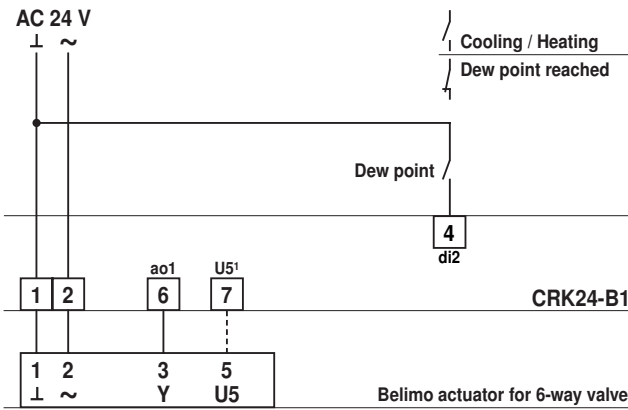 AC 24 V
⊥ ~
Cooling / Heating
Dew point reached
Dew point
4
di2
ao1 U5¹
1 2 6 7 CRK24-B1
1 2 3 5
⊥ ~ Y U5 Belimo actuator for 6-way valve